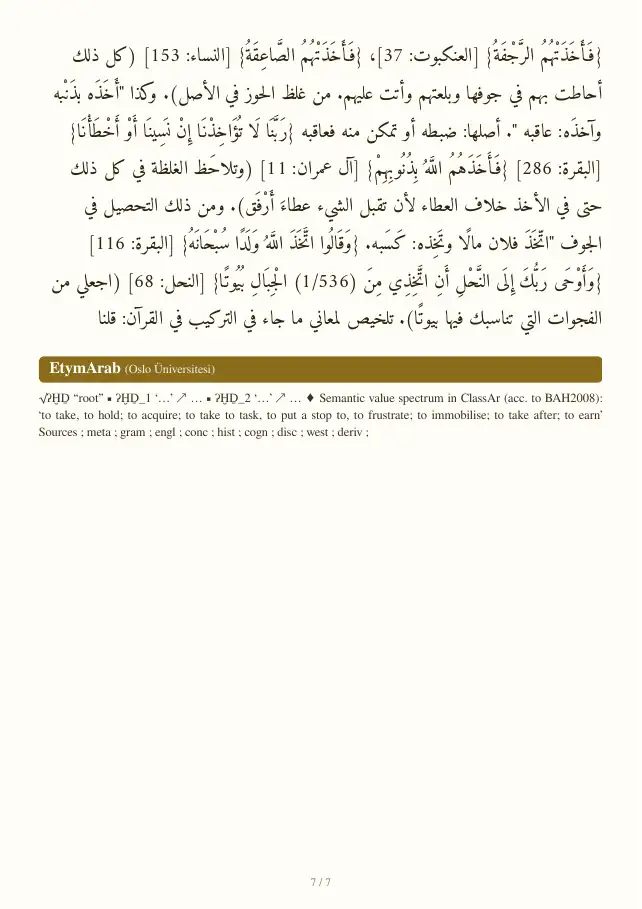 {فَأَخَذَتْهُمُ الرَّجْفَةُ} [العنكبوت: 37]، {فَأَخَذَتْهُمُ الصَّاعِقَةُ} [النساء: 153] (كل ذلك
أحاطت بهم في جوفها وبلعتهم وأتت عليهم. من غلظ الحوز في الأصل). وكذا "أَخَذَه بذَنْبه
وآخذَه: عاقبه ". أصلها: ضبطه أو تمكن منه فعاقبه {رَبَّنَا لَا تُؤَاخِذْنَا إِنْ نَسِينَا أَوْ أَخْطَأْنَا}
[البقرة: 286] {فَأَخَذَهُمُ اللَّهُ بِذُنُوبِهِمْ} [آل عمران: 11] (وتلاحَظ الغلظة في كل ذلك
حتى في الأخذ خلاف العطاء لأن تقبل الشيء عطاءً أَرْفَق). ومن ذلك التحصيل في
الجوف "اتّخَذَ فلان مالًا وتَخِذه: كَسَبه. {وَقَالُوا اتَّخَذَ اللَّهُ وَلَدًا سُبْحَانَهُ} [البقرة: 116]
{وَأَوْحَى رَبُّكَ إِلَى النَّحْلِ أَنِ اتَّخِذِي مِنَ (1/536) الْجِبَالِ بُيُوتًا} [النحل: 68] (اجعلي من
الفجوات التي تناسبك فيها بيوتًا). تلخيص لمعاني ما جاء في التركيب في القرآن: قلنا
EtymArab (Oslo Üniversitesi)
√ʔḪḎ “root” ▪ ʔḪḎ_1 ‘…’ ↗ … ▪ ʔḪḎ_2 ‘…’ ↗ … ♦ Semantic value spectrum in ClassAr (acc. to BAH2008):
‘to take, to hold; to acquire; to take to task, to put a stop to, to frustrate; to immobilise; to take after; to earn’
Sources ; meta ; gram ; engl ; conc ; hist ; cogn ; disc ; west ; deriv ;
7 / 7